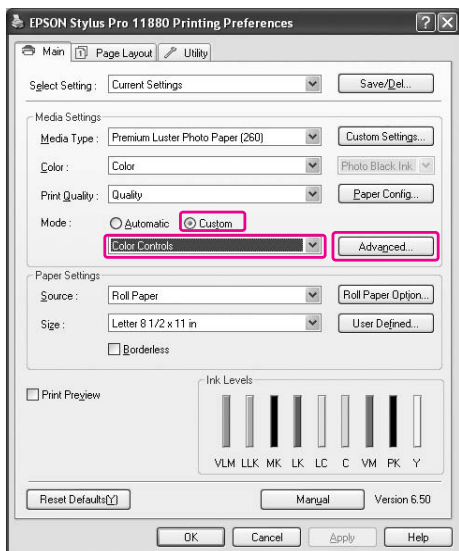 EPSON Stylus Pro 11880 Printing Preferences
Main Page Layout Utility
Select Setting : Current Settings Save/Del...
Media Settings
Media Type : Premium Luster Photo Paper (260) Custom Settings...
Color : Color Photo Black Ink
Print Quality : Quality Paper Config...
Mode : Automatic Custom
Color Controls Advanced...
Paper Settings
Source : Roll Paper Roll Paper Option...
Size : Letter 8 1/2 x 11 in User Defined...
Borderless
Print Preview
Ink Levels
VLM LLK MK LK LC C VM PK Y
Reset Defaults(Y) Manual Version 6.50
OK Cancel Apply Help